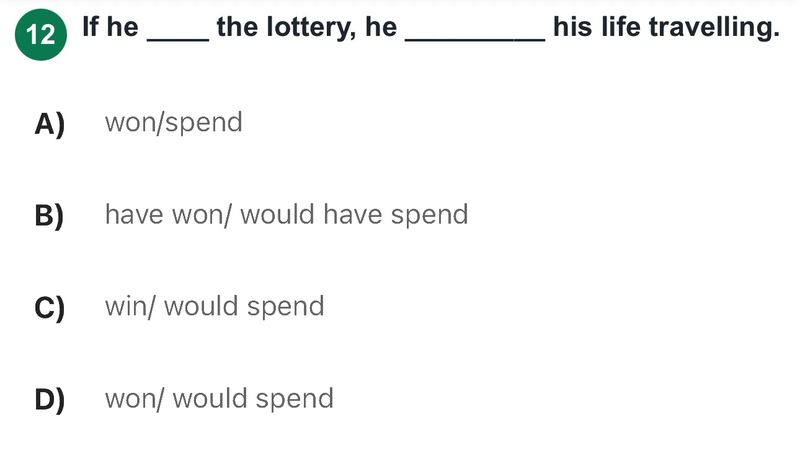 12 If he ____ the lottery, he _________ his life travelling.
A) won/spend
B) have won/ would have spend
C) win/ would spend
D) won/ would spend